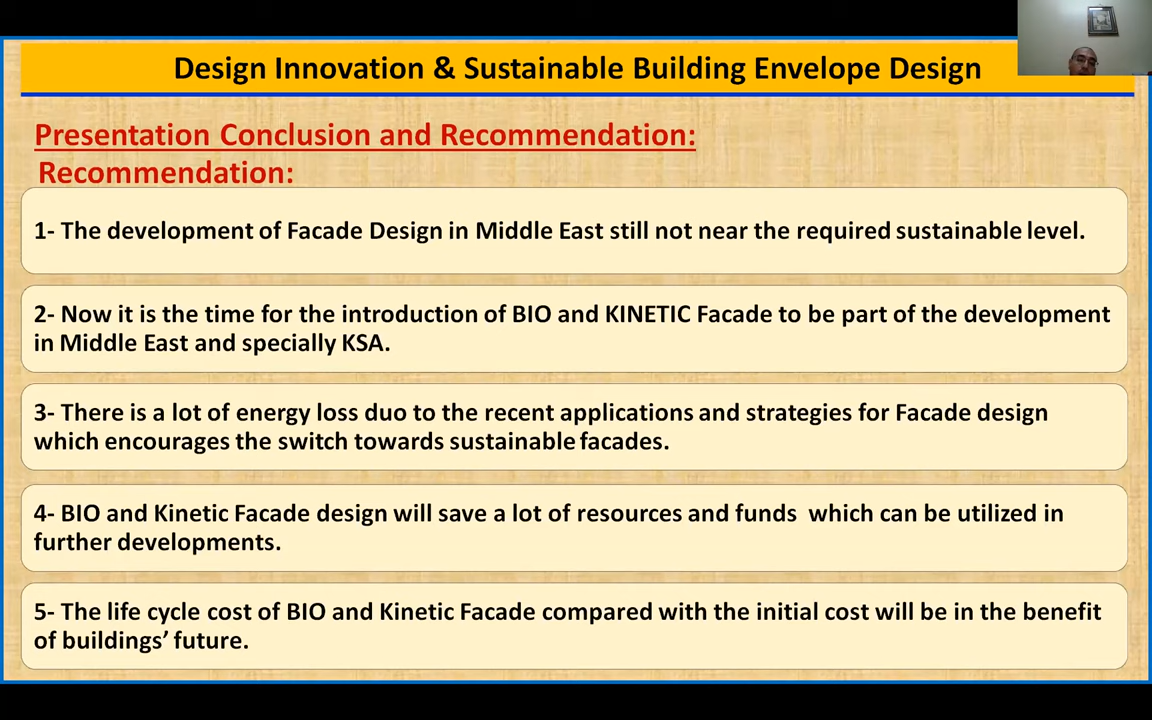 Design Innovation & Sustainable Building Envelope Design
Presentation Conclusion and Recommendation:
Recommendation:
1- The development of Facade Design in Middle East still not near the required sustainable level.
2- Now it is the time for the introduction of BIO and KINETIC Facade to be part of the development
in Middle East and specially KSA.
3- There is a lot of energy loss duo to the recent applications and strategies for Facade design
which encourages the switch towards sustainable facades.
4- BIO and Kinetic Facade design will save a lot of resources and funds which can be utilized in
further developments.
5- The life cycle cost of BIO and Kinetic Facade compared with the initial cost will be in the benefit
of buildings’ future.